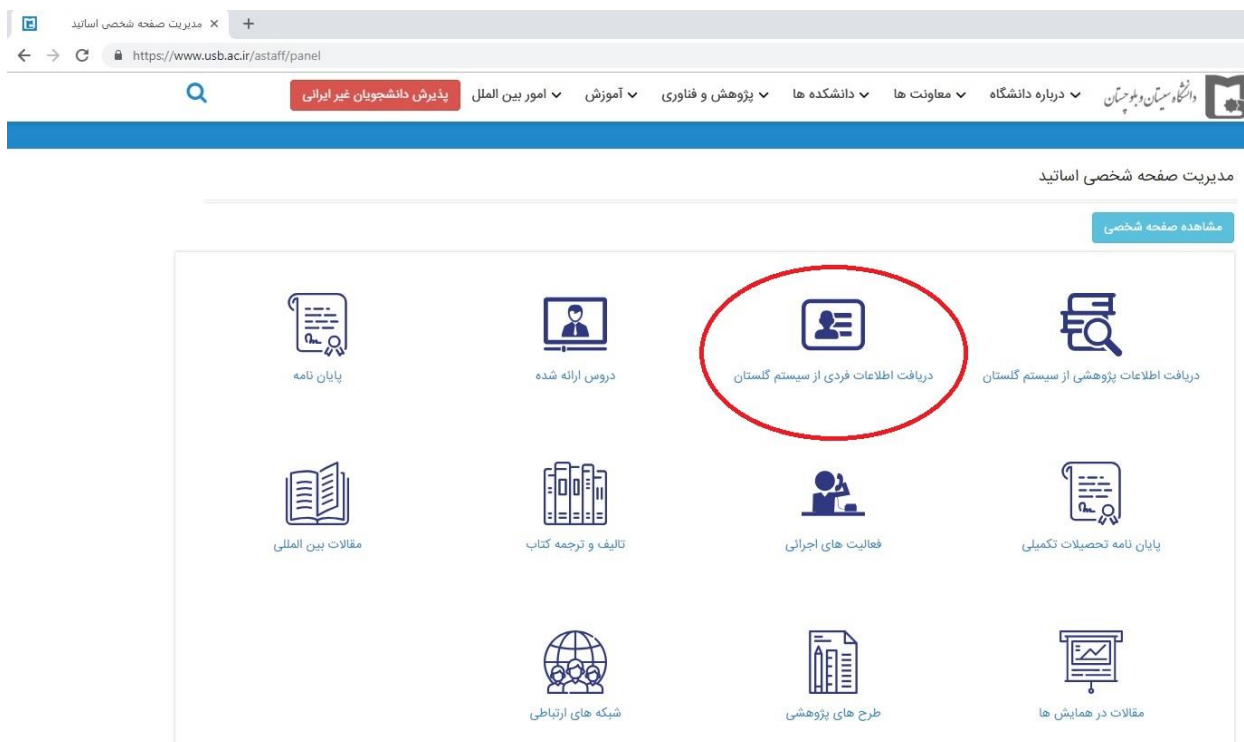 مدیریت صفحه شخصی اساتید
https://www.usb.ac.ir/astaff/panel
دانشگاه سیستان و بلوچستان
درباره دانشگاه معاونت ها دانشکده ها پژوهش و فناوری آموزش امور بین الملل پذیرش دانشجویان غیر ایرانی
مدیریت صفحه شخصی اساتید
مشاهده صفحه شخصی
دریافت اطلاعات پژوهشی از سیستم گلستان دریافت اطلاعات فردی از سیستم گلستان دروس ارائه شده پایان نامه
پایان نامه تحصیلات تکمیلی فعالیت های اجرائی تالیف و ترجمه کتاب مقالات بین المللی
مقالات در همایش ها طرح های پژوهشی شبکه های ارتباطی